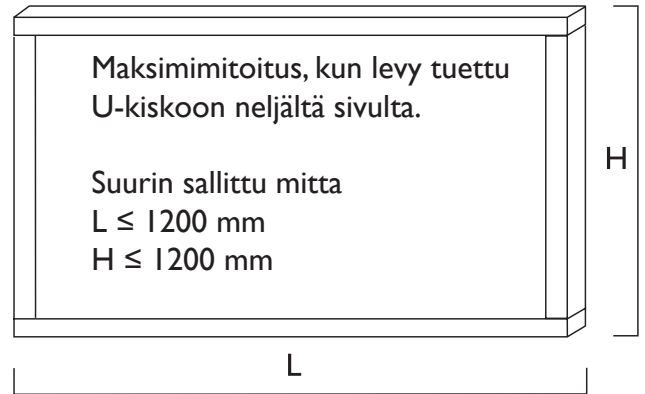 Maksimimitoitus, kun levy tuettu
U-kiskoon neljältä sivulta.
Suurin sallittu mitta
L ≤ 1200 mm
H ≤ 1200 mm
H
L